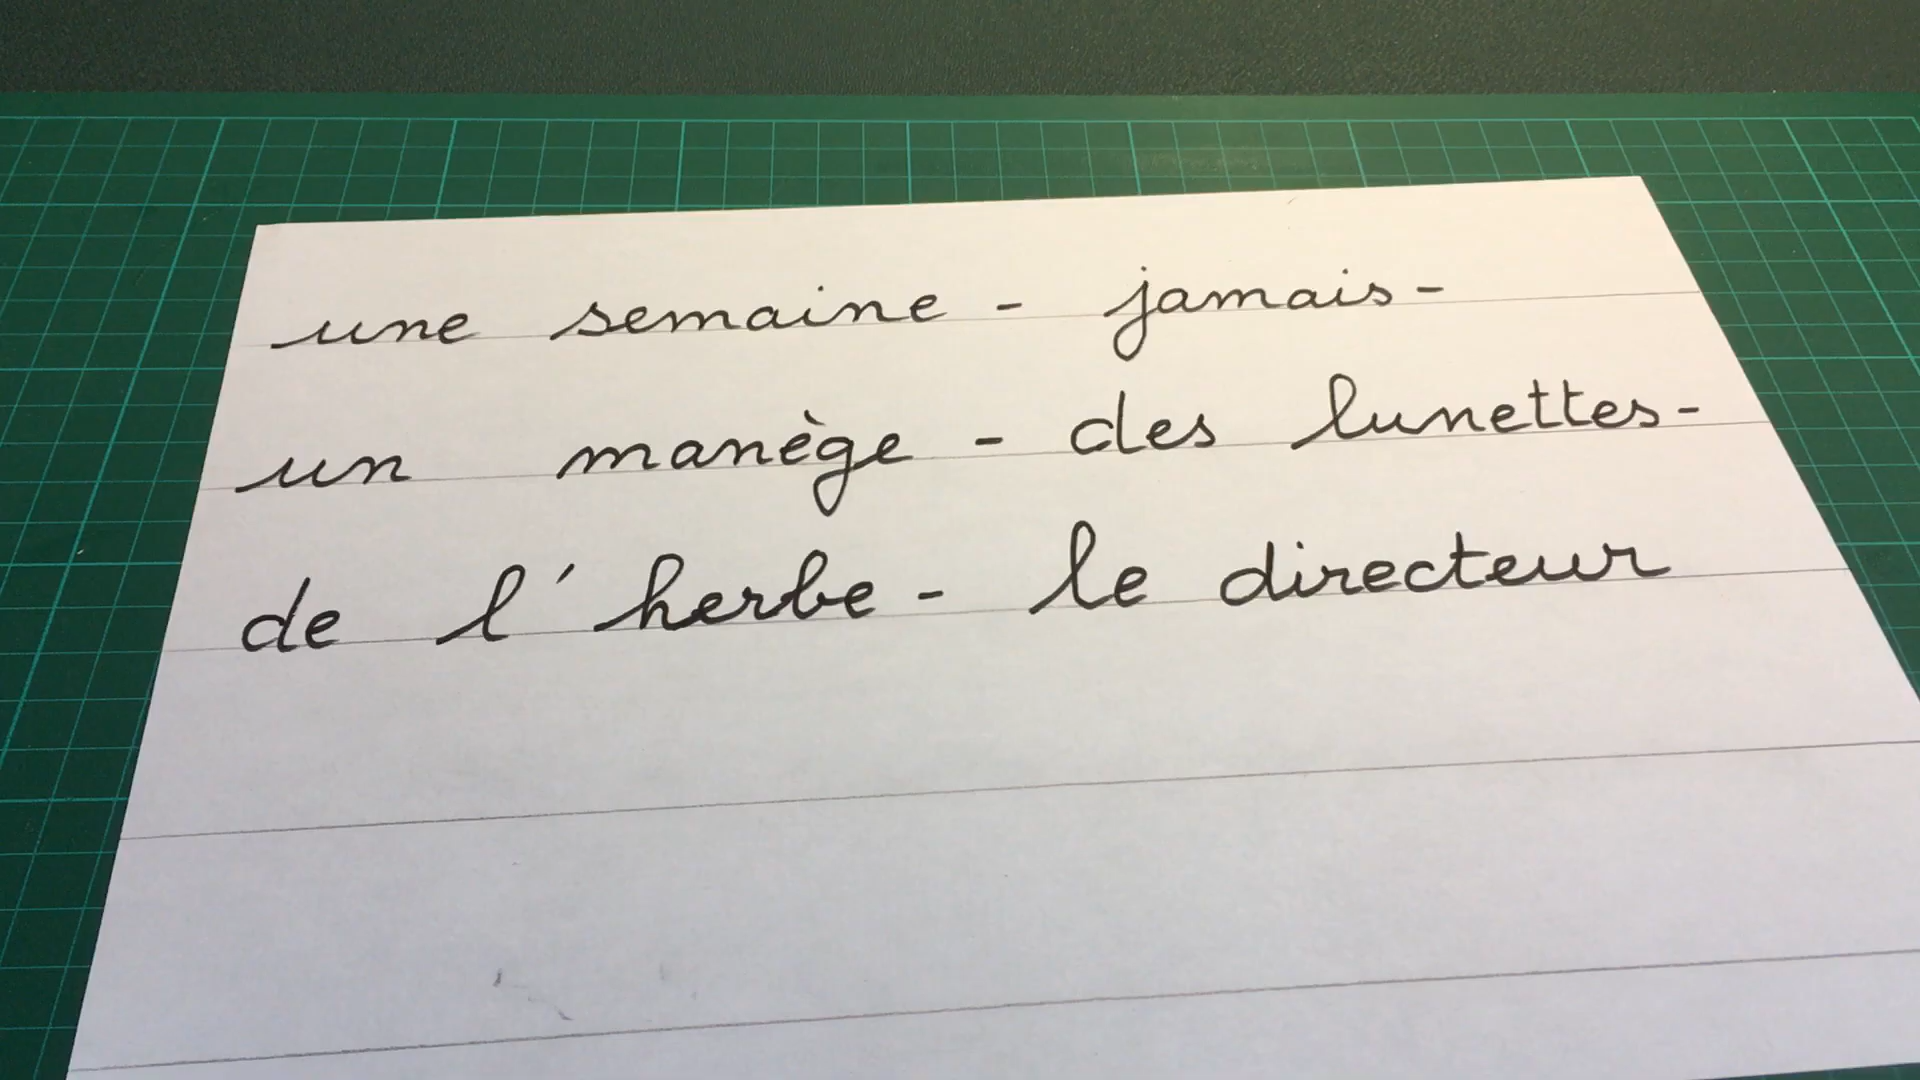 une semaine - jamais -
un manège - des lunettes -
de l'herbe - le directeur